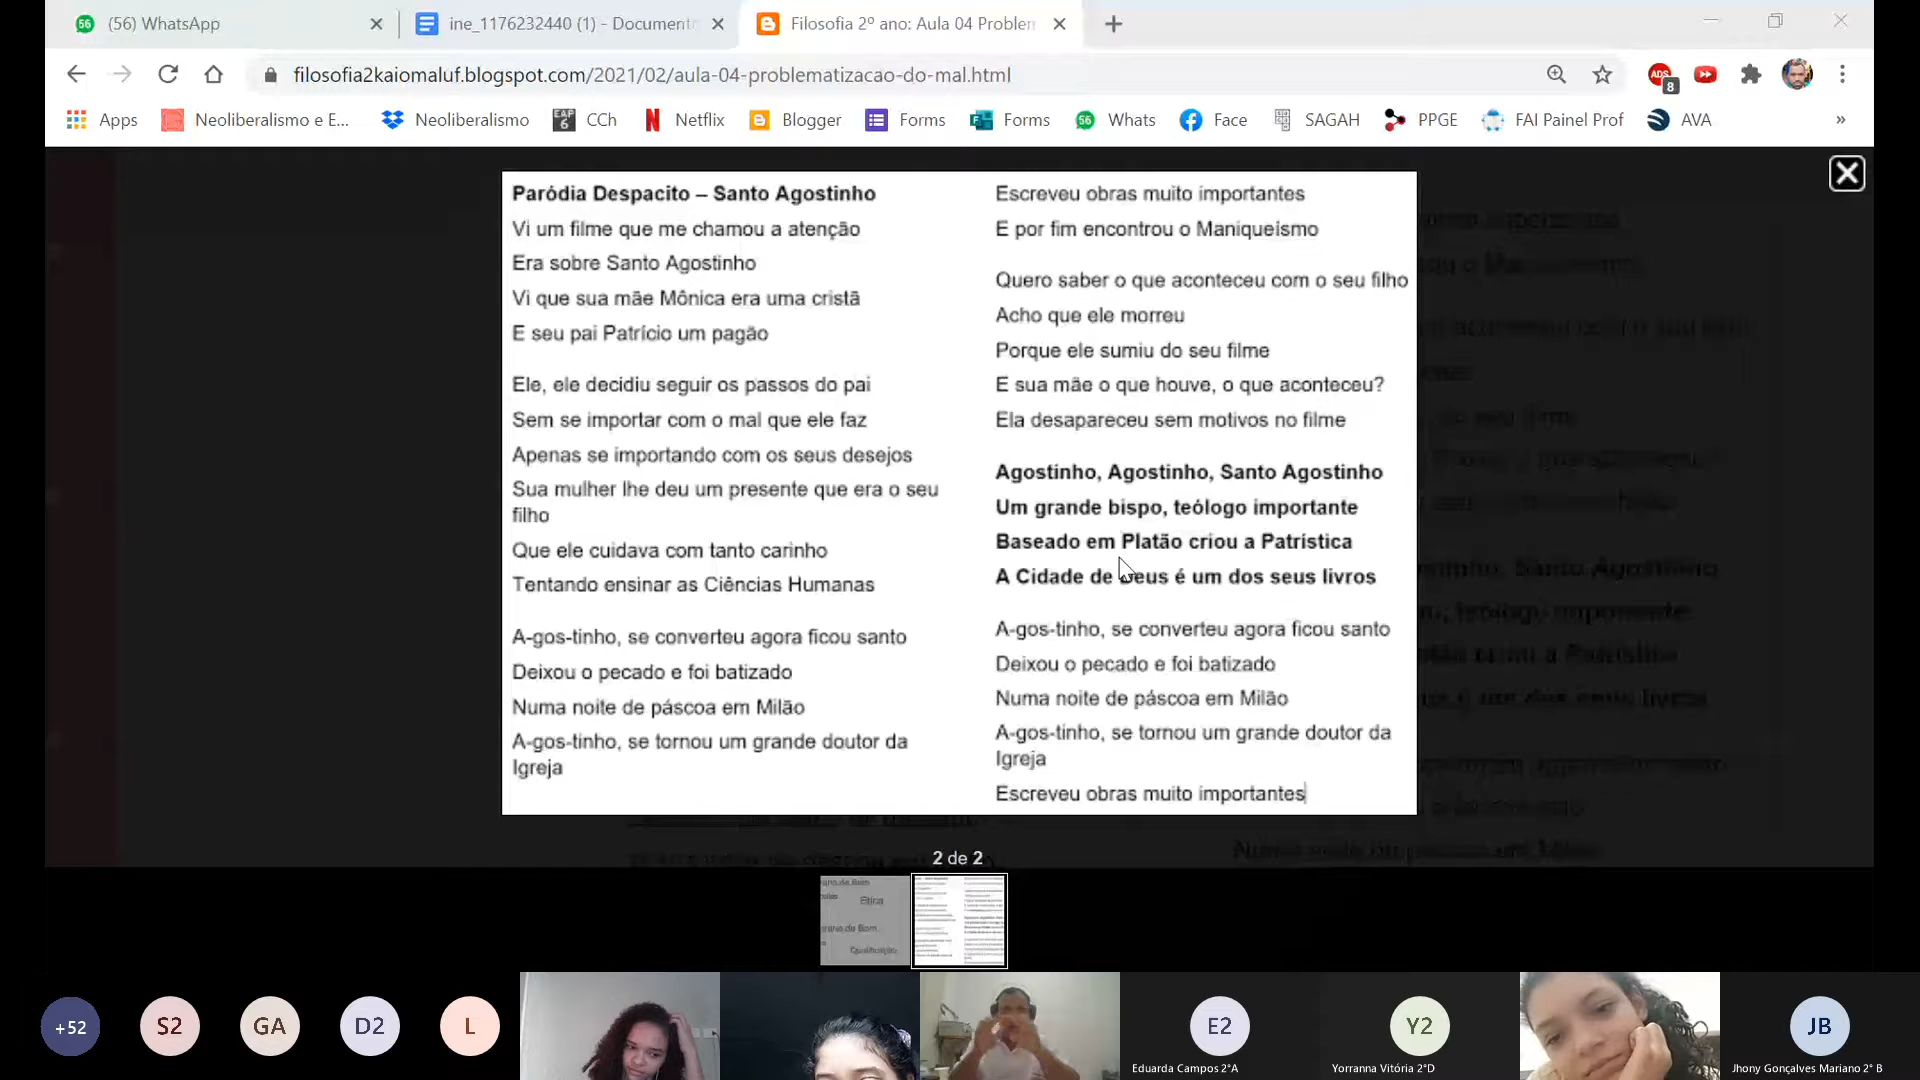 (56) WhatsApp
ine_1176232440 (1) - Document
Filosofia 2º ano: Aula 04 Problem
filosofia2kaiomaluf.blogspot.com/2021/02/aula-04-problematizacao-do-mal.html
ADS
8
Apps
Neoliberalismo e E...
Neoliberalismo
CCh
Netflix
Blogger
Forms
Forms
56
Whats
Face
SAGAH
PPGE
FAI Painel Prof
AVA
»
Paródia Despacito – Santo Agostinho
Vi um filme que me chamou a atenção
Era sobre Santo Agostinho
Vi que sua mãe Mônica era uma cristã
E seu pai Patrício um pagão
Ele, ele decidiu seguir os passos do pai
Sem se importar com o mal que ele faz
Apenas se importando com os seus desejos
Sua mulher lhe deu um presente que era o seu
filho
Que ele cuidava com tanto carinho
Tentando ensinar as Ciências Humanas
A-gos-tinho, se converteu agora ficou santo
Deixou o pecado e foi batizado
Numa noite de páscoa em Milão
A-gos-tinho, se tornou um grande doutor da
Igreja
Escreveu obras muito importantes
E por fim encontrou o Maniqueísmo
Quero saber o que aconteceu com o seu filho
Acho que ele morreu
Porque ele sumiu do seu filme
E sua mãe o que houve, o que aconteceu?
Ela desapareceu sem motivos no filme
Agostinho, Agostinho, Santo Agostinho
Um grande bispo, teólogo importante
Baseado em Platão criou a Patrística
A Cidade de Deus é um dos seus livros
A-gos-tinho, se converteu agora ficou santo
Deixou o pecado e foi batizado
Numa noite de páscoa em Milão
A-gos-tinho, se tornou um grande doutor da
Igreja
Escreveu obras muito importantes
2 de 2
Ética
Qualificação
+52
S2
GA
D2
L
E2
Eduarda Campos 2°A
Y2
Yorranna Vitória 2°D
JB
Jhony Gonçalves Mariano 2° B